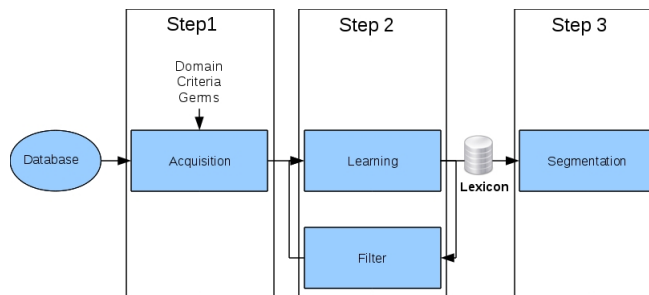 Step1
Step 2
Step 3
Domain
Criteria
Germs
Database
Acquisition
Learning
Lexicon
Segmentation
Filter